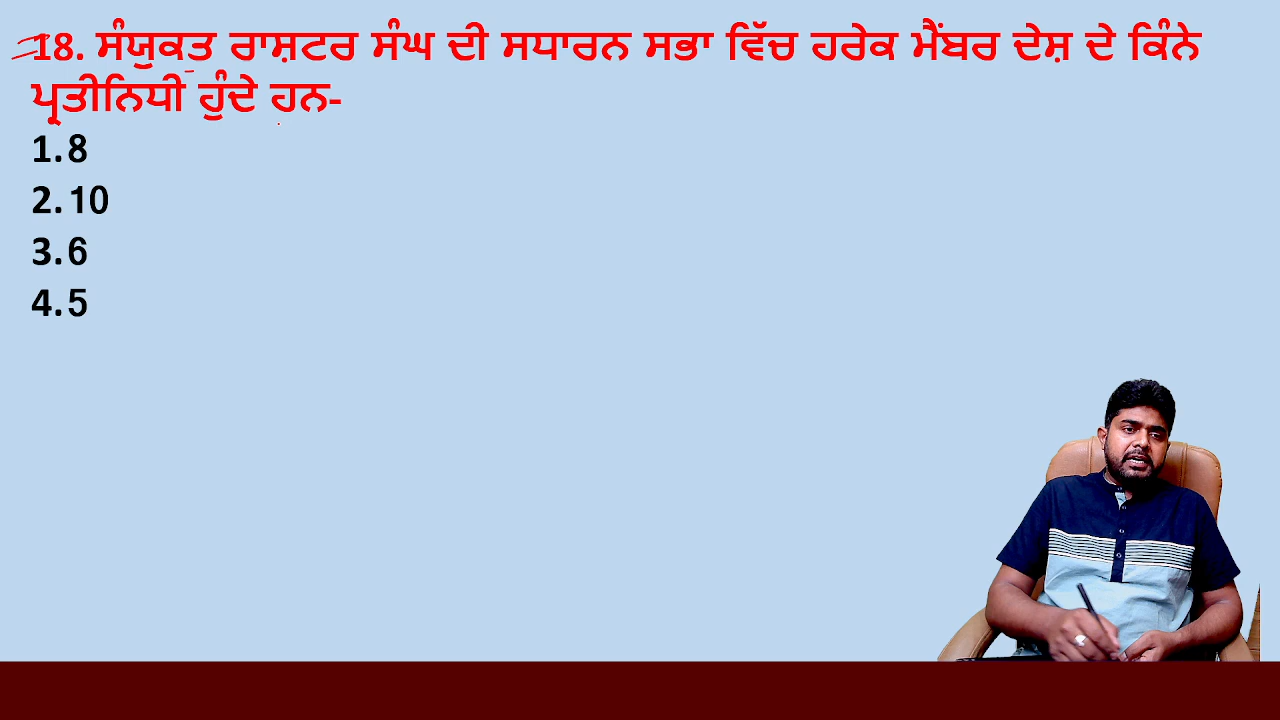 18. ਸੰਯੁਕਤ ਰਾਸ਼ਟਰ ਸੰਘ ਦੀ ਸਧਾਰਨ ਸਭਾ ਵਿੱਚ ਹਰੇਕ ਮੈਂਬਰ ਦੇਸ਼ ਦੇ ਕਿੰਨੇ
ਪ੍ਰਤੀਨਿਧੀ ਹੁੰਦੇ ਹਨ-
1.8
2.10
3.6
4.5